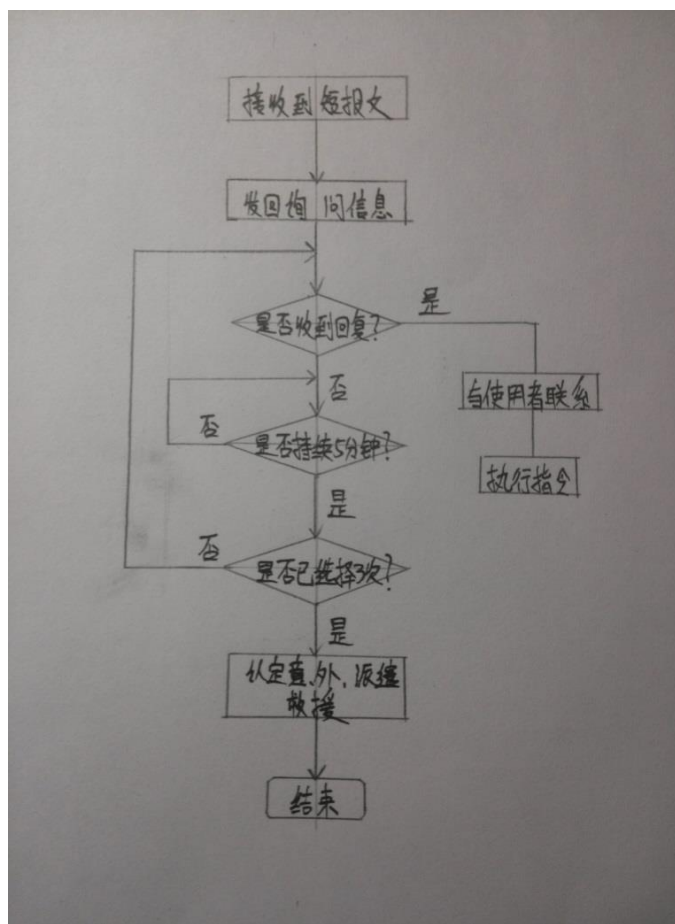 接收到短报文
发回询问信息
是否收到回复?
是
否
与使用者联系
否
是否持续5分钟?
执行指令
是
否
是否已选择3次?
是
认定意外,派遣
救援
结束